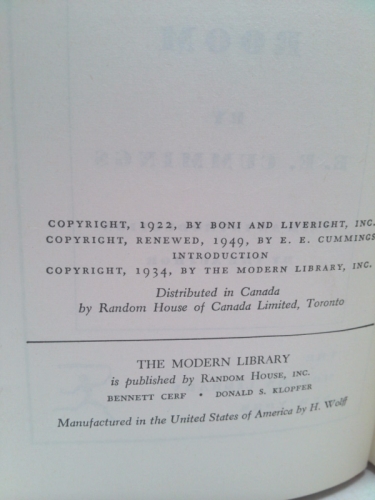 COPYRIGHT, 1922, BY BONI AND LIVERIGHT, INC.
COPYRIGHT, RENEWED, 1949, BY E. E. CUMMINGS
INTRODUCTION
COPYRIGHT, 1934, BY THE MODERN LIBRARY, INC.
Distributed in Canada
by Random House of Canada Limited, Toronto
THE MODERN LIBRARY
is published by RANDOM HOUSE, INC.
BENNETT CERF • DONALD S. KLOPFER
Manufactured in the United States of America by H. Wolff